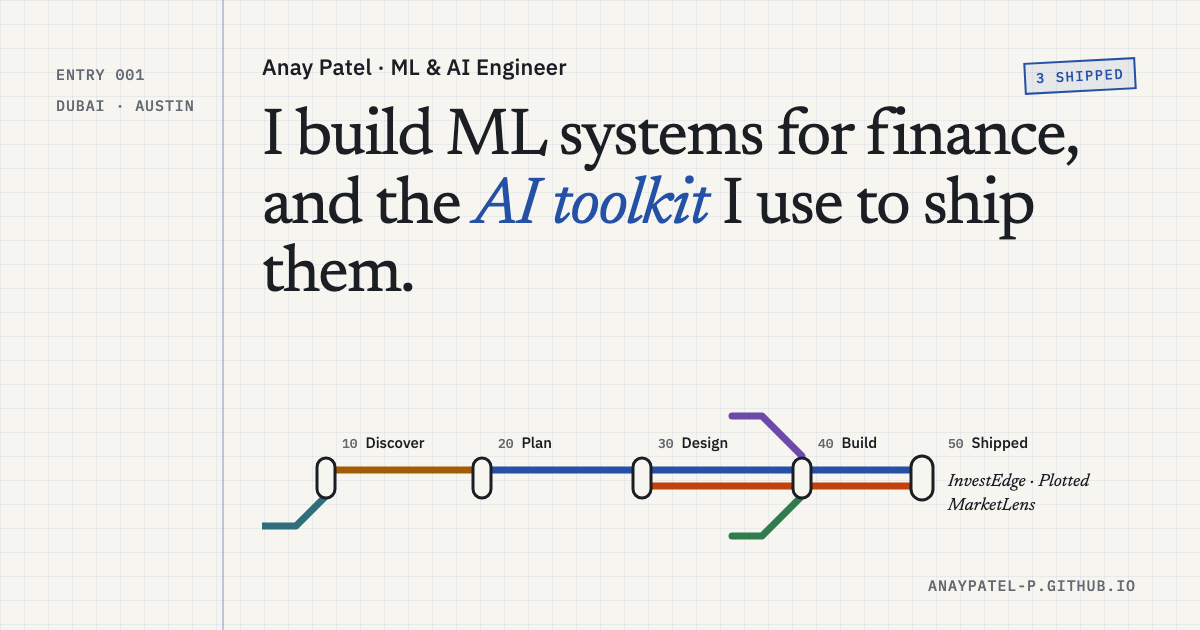 ENTRY 001
DUBAI · AUSTIN
Anay Patel · ML & AI Engineer
3 SHIPPED
I build ML systems for finance,
and the AI toolkit I use to ship
them.
10 Discover
20 Plan
30 Design
40 Build
50 Shipped
InvestEdge · Plotted
MarketLens
ANAYPATEL-P.GITHUB.IO